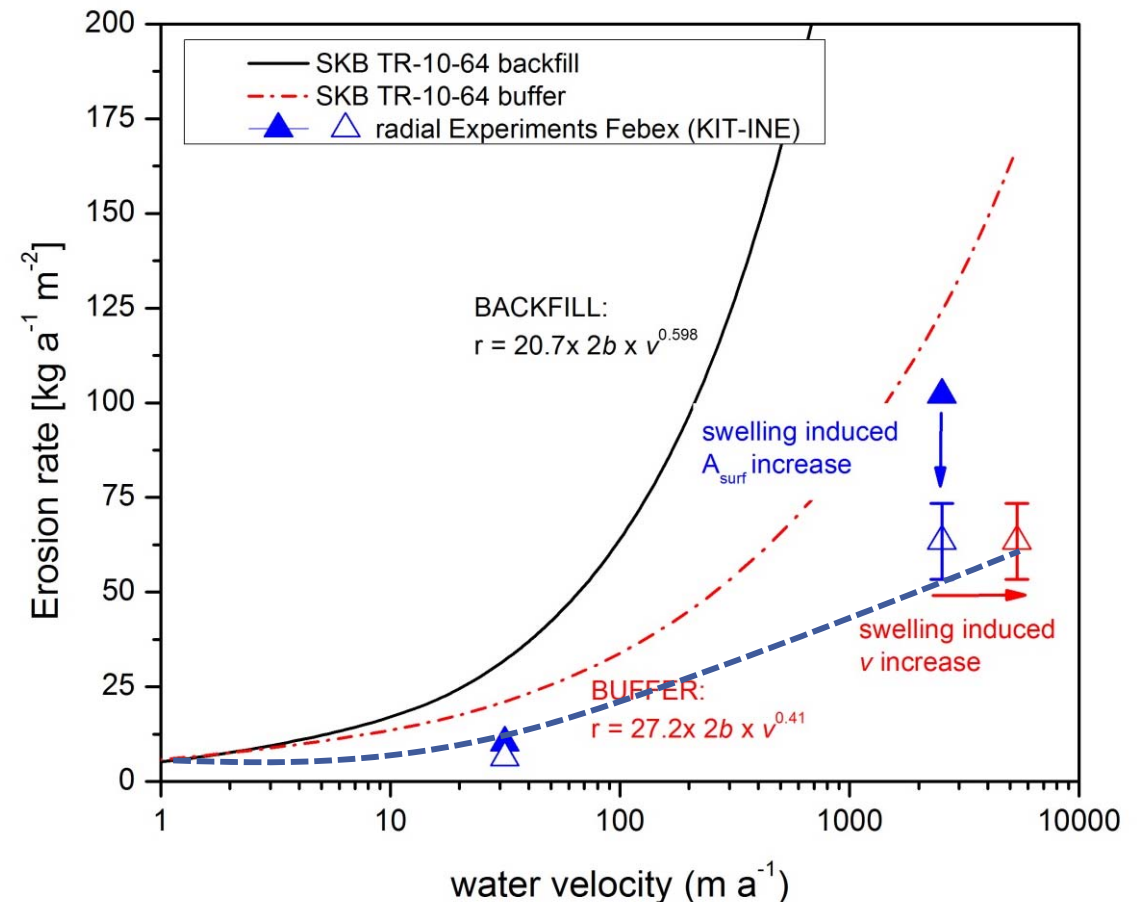 200
175
150
125
100
75
50
25
0
Erosion rate [kg a⁻¹ m⁻²]
SKB TR-10-64 backfill
SKB TR-10-64 buffer
radial Experiments Febex (KIT-INE)
BACKFILL:
r = 20.7x 2b x v^0.598
swelling induced
A_surf increase
swelling induced
v increase
BUFFER:
r = 27.2x 2b x v^0.41
1 10 100 1000 10000
water velocity (m a⁻¹)